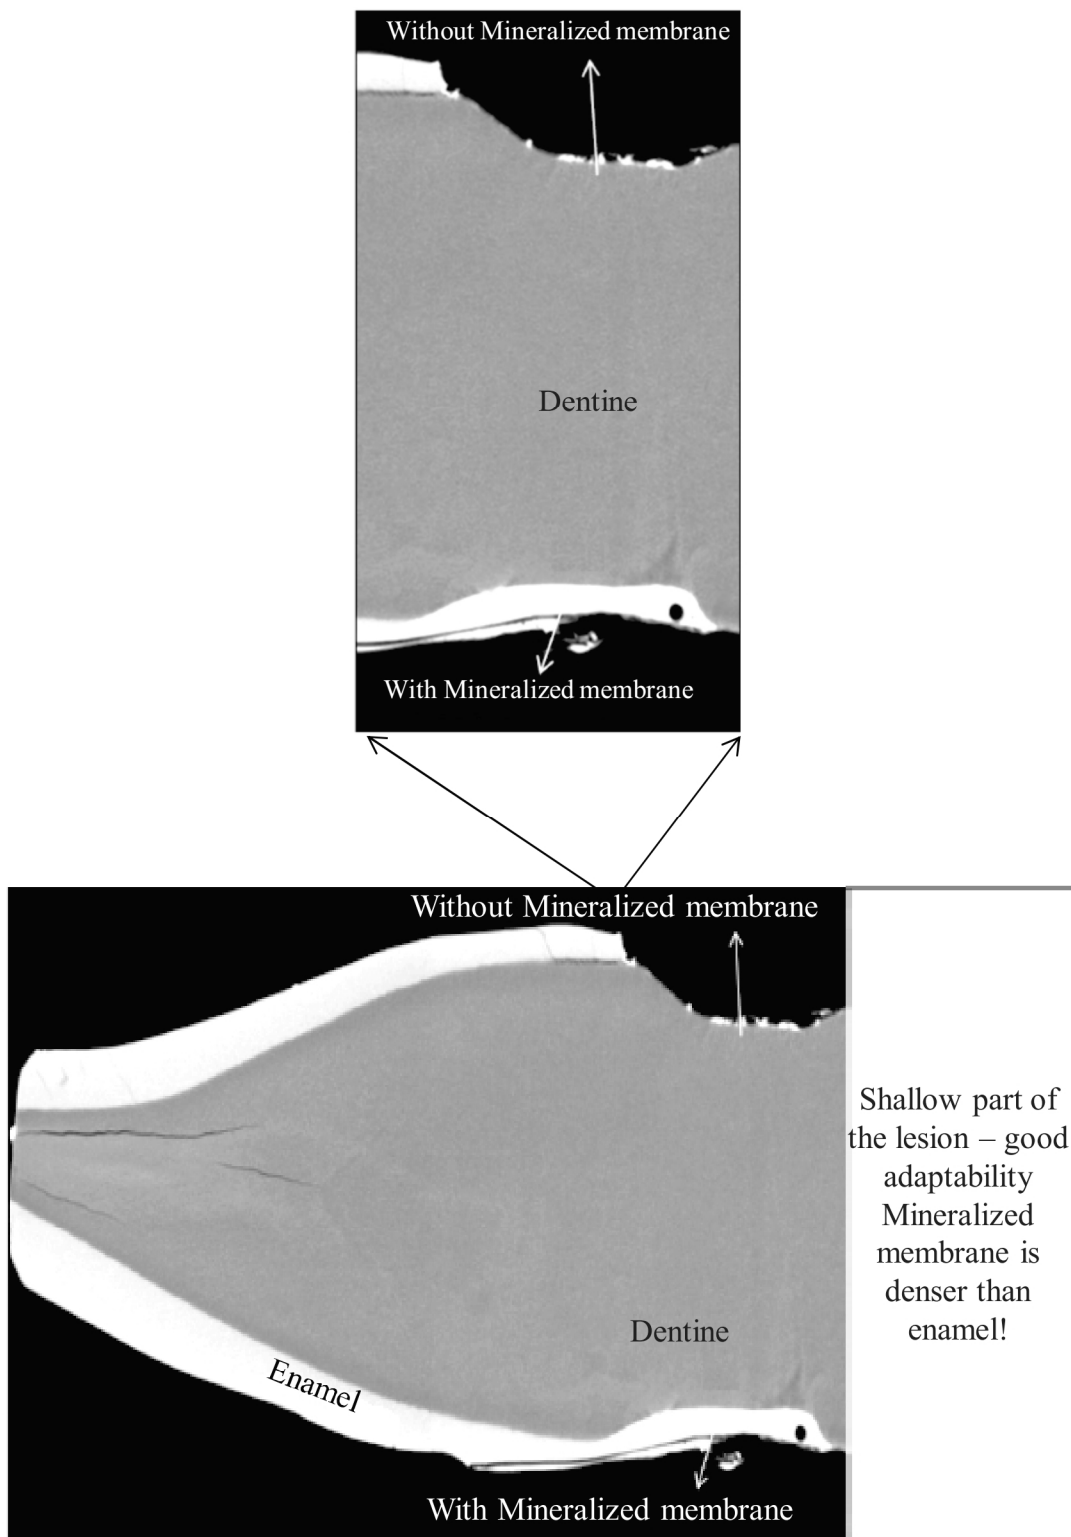 Without Mineralized membrane
Dentine
With Mineralized membrane
Without Mineralized membrane
Shallow part of
the lesion – good
adaptability
Mineralized
membrane is
denser than
enamel!
Dentine
Enamel
With Mineralized membrane